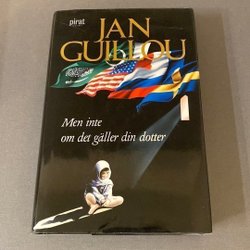 pirat
JAN
GUILLOU
Men inte
om det gäller din dotter